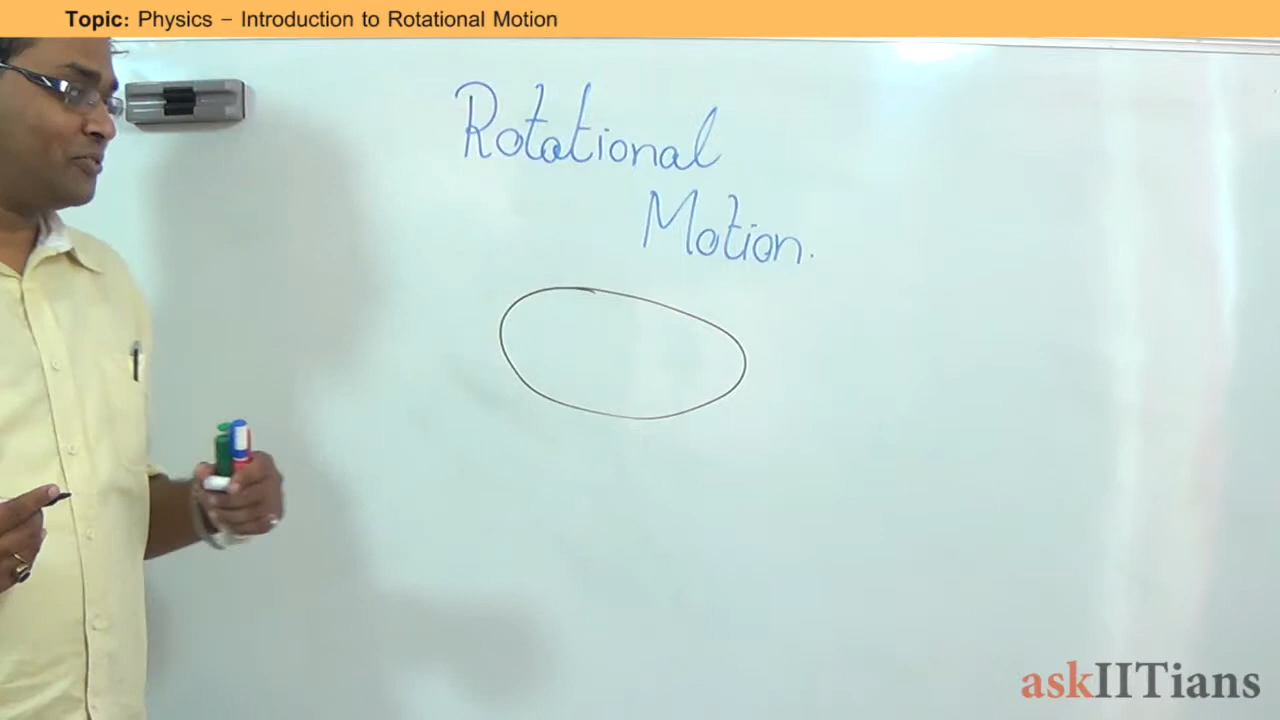 Topic: Physics – Introduction to Rotational Motion
Rotational
Motion.
askIITians